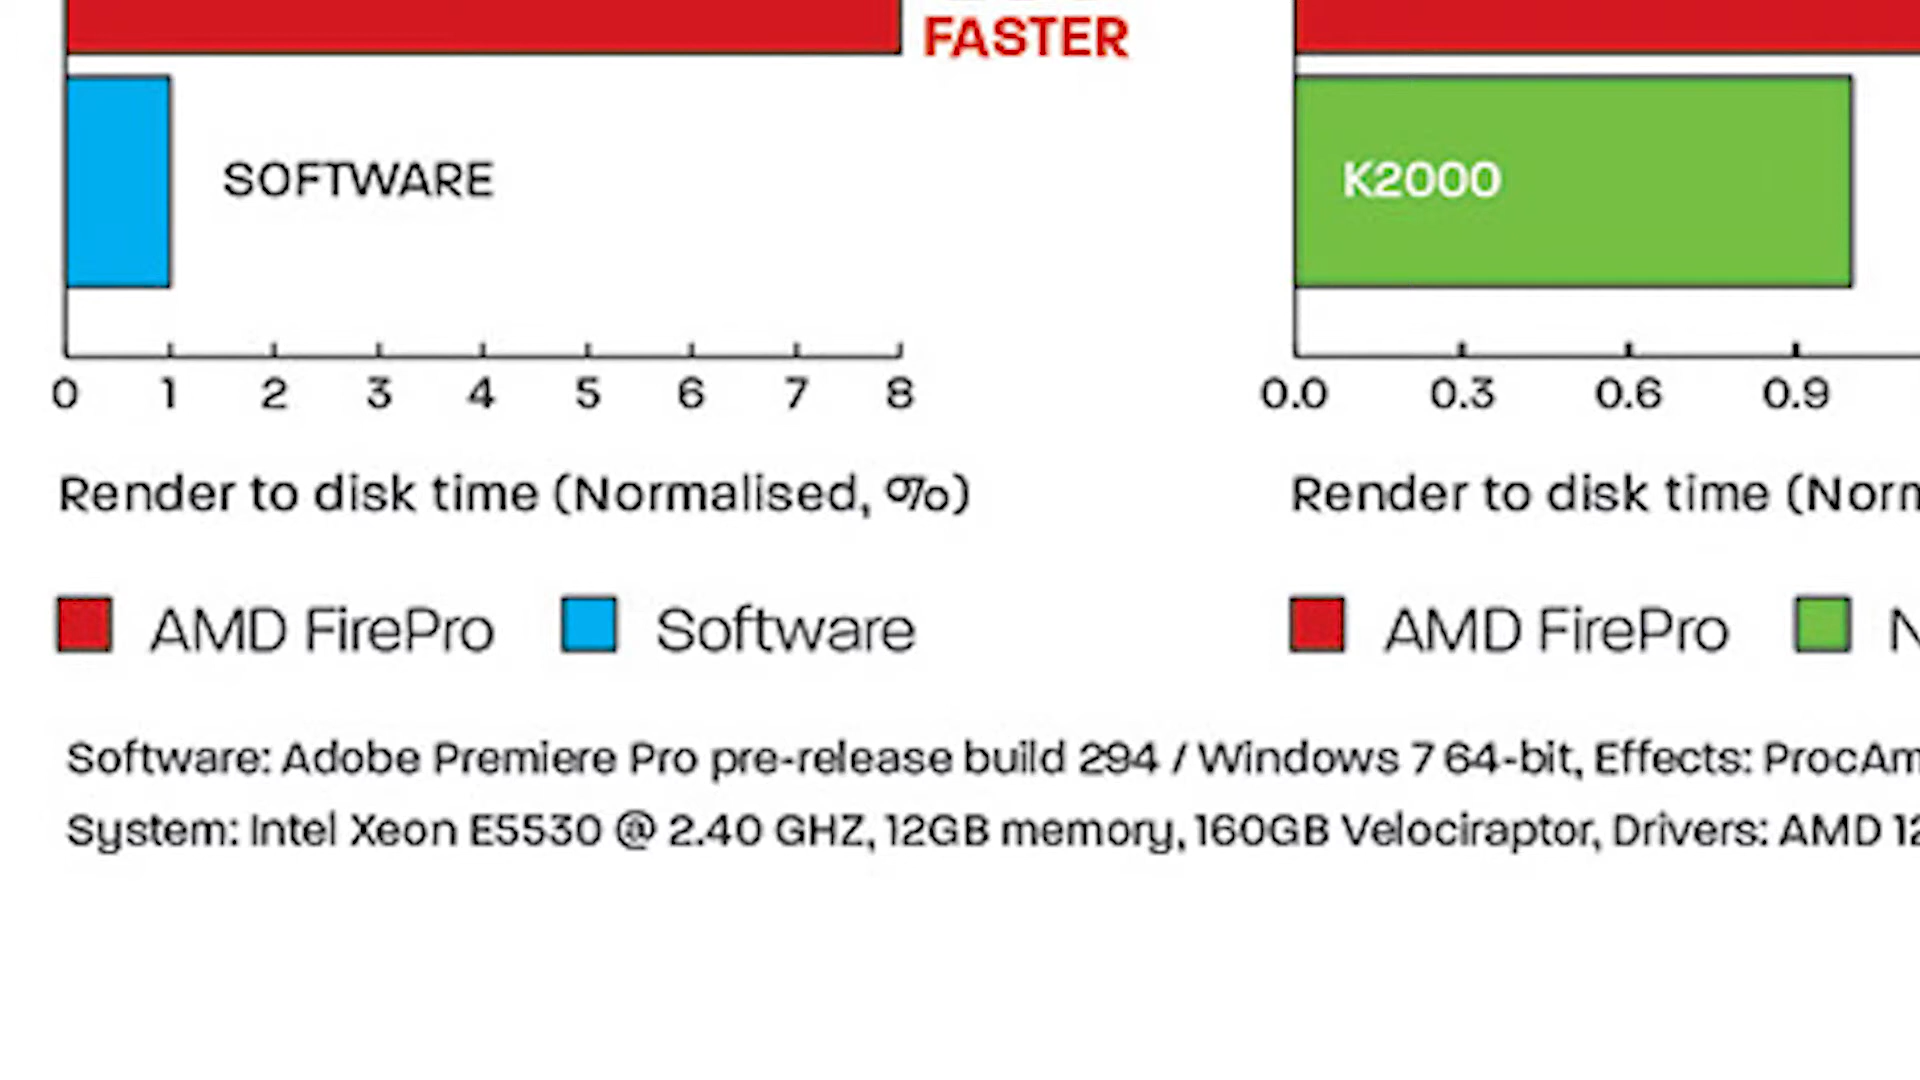 FASTER
SOFTWARE
K2000
0 1 2 3 4 5 6 7 8
0.0 0.3 0.6 0.9
Render to disk time (Normalised, %)
Render to disk time (Norm
AMD FirePro Software
AMD FirePro N
Software: Adobe Premiere Pro pre-release build 294 / Windows 7 64-bit, Effects: ProcAm
System: Intel Xeon E5530 @ 2.40 GHZ, 12GB memory, 160GB Velociraptor, Drivers: AMD 12